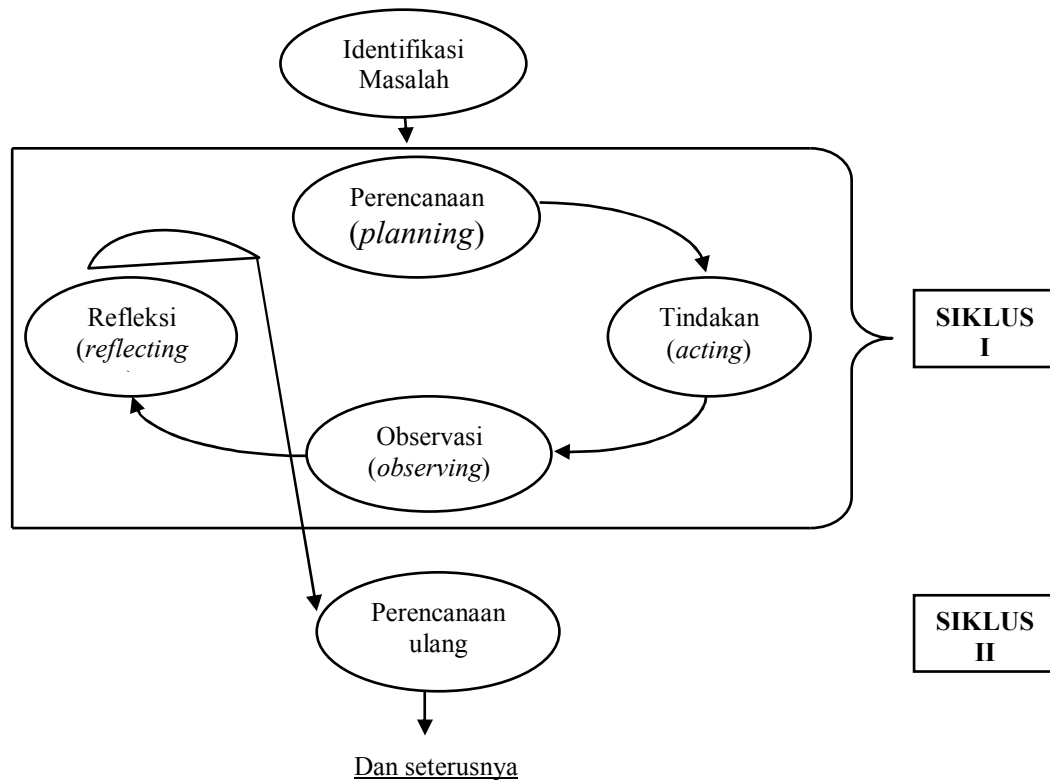 Identifikasi
Masalah
Perencanaan
(planning)
Refleksi
(reflecting
Tindakan
(acting)
SIKLUS
I
Observasi
(observing)
Perencanaan
ulang
SIKLUS
II
Dan seterusnya